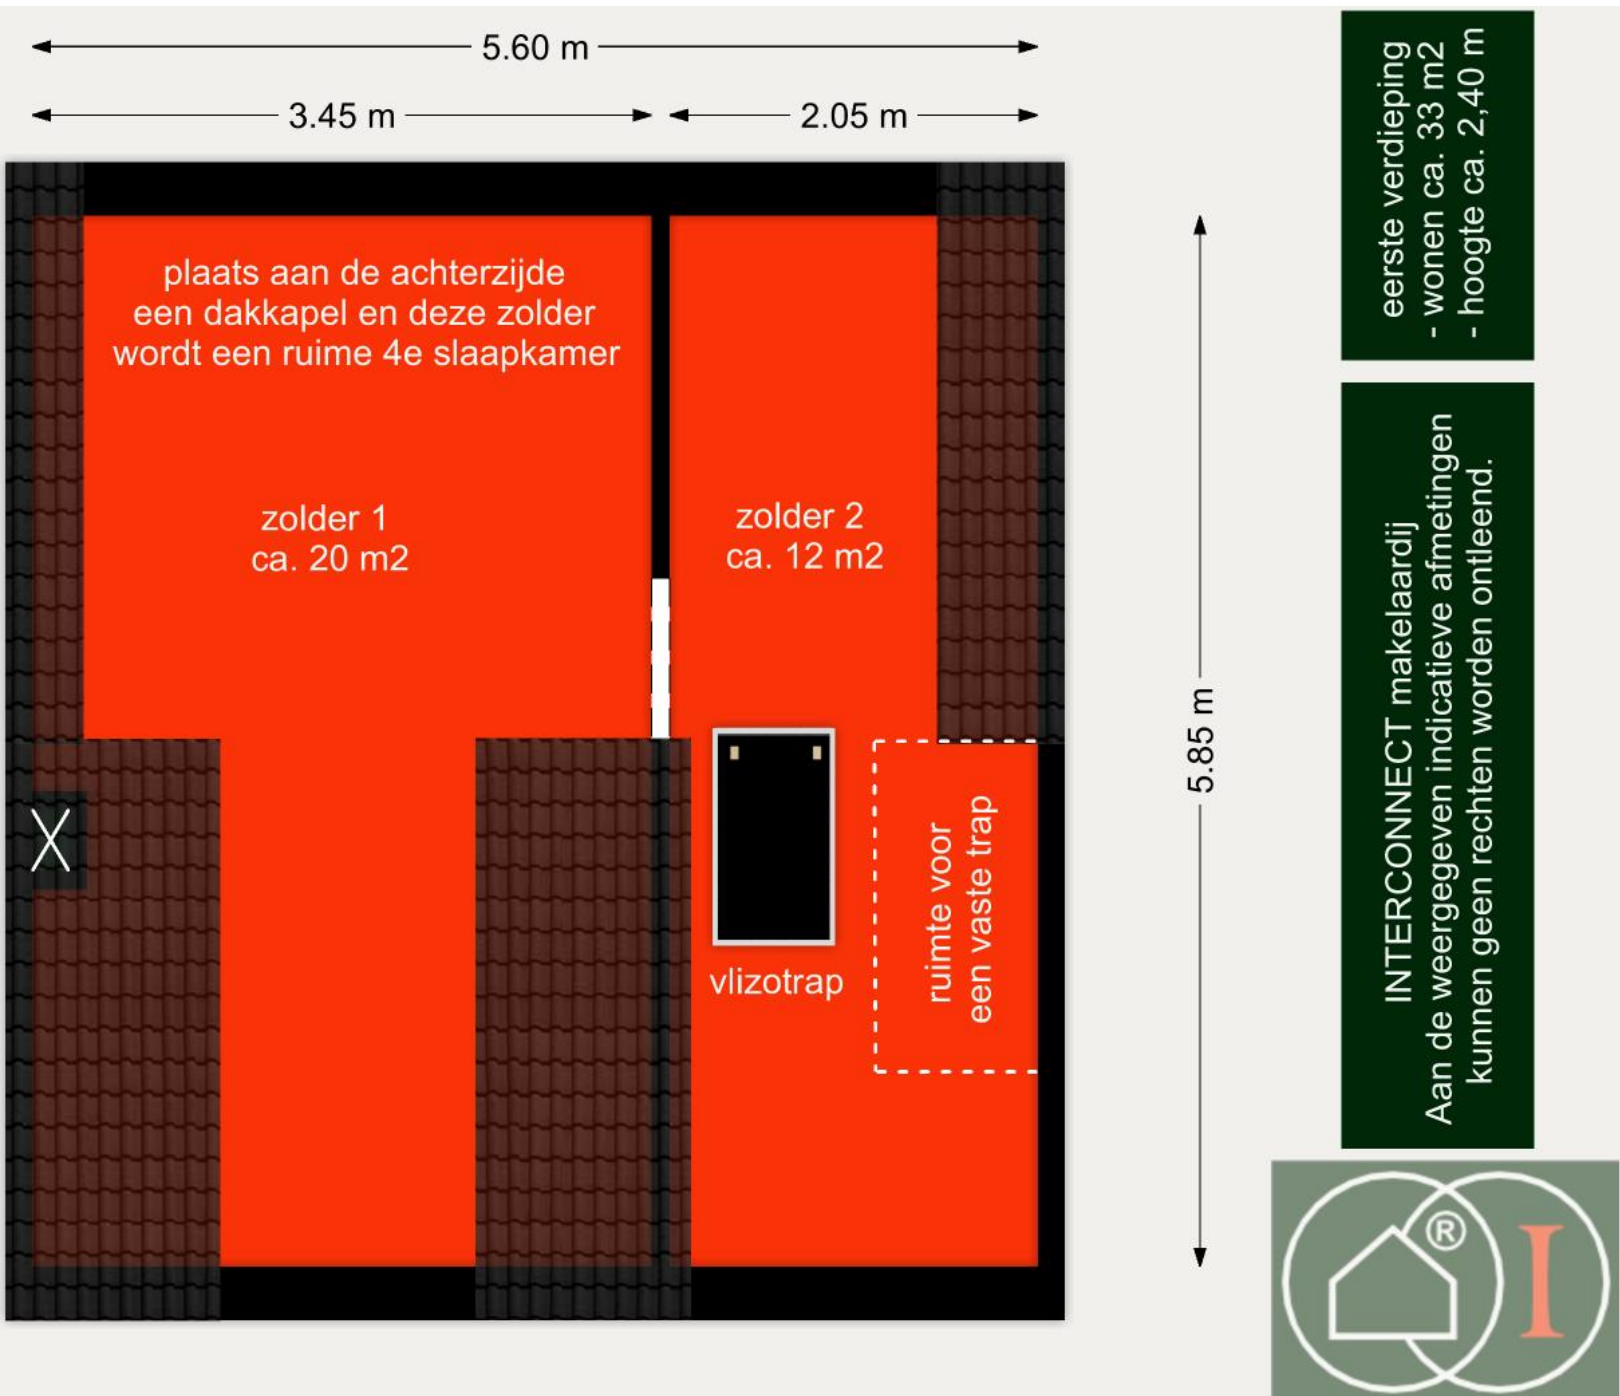 5.60 m
3.45 m
2.05 m
plaats aan de achterzijde
een dakkapel en deze zolder
wordt een ruime 4e slaapkamer
zolder 1
ca. 20 m2
zolder 2
ca. 12 m2
vlizotrap
ruimte voor
een vaste trap
5.85 m
eerste verdieping
- wonen ca. 33 m2
- hoogte ca. 2,40 m
INTERCONNECT makelaardij
Aan de weergegeven indicatieve afmetingen
kunnen geen rechten worden ontleend.
® I